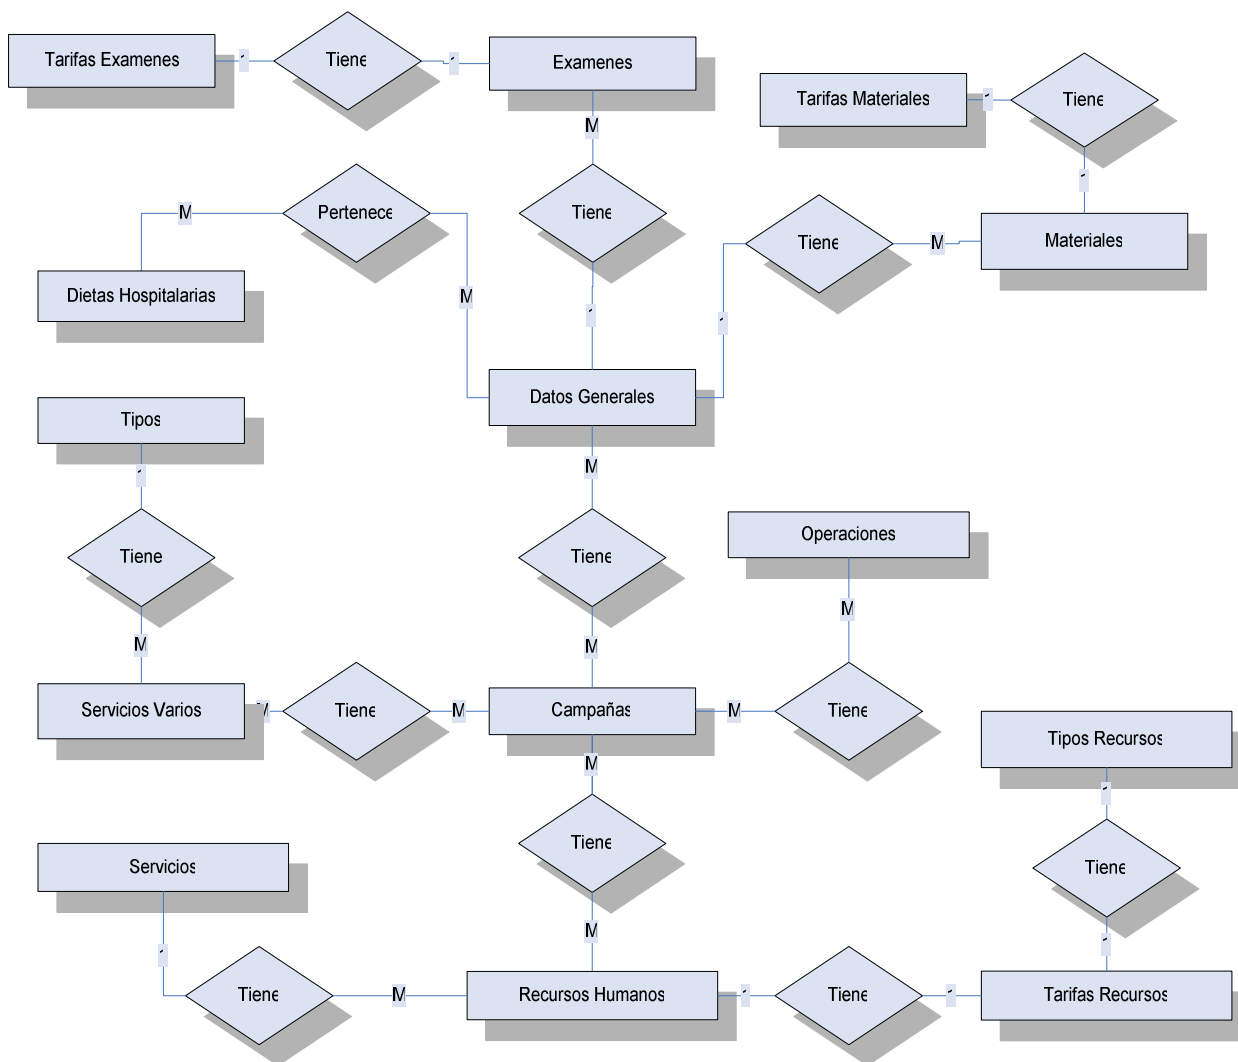 Tarifas Examenes
Tiene
Examenes
Tarifas Materiales
Tiene
M
Pertenece
Tiene
Tiene
M
Materiales
M
Dietas Hospitalarias
M
Datos Generales
Tipos
M
Operaciones
Tiene
Tiene
M
M
M
Servicios Varios
M
Tiene
M
Campañas
M
Tiene
Tipos Recursos
M
Tiene
Servicios
Tiene
M
Tiene
M
Recursos Humanos
Tiene
Tarifas Recursos